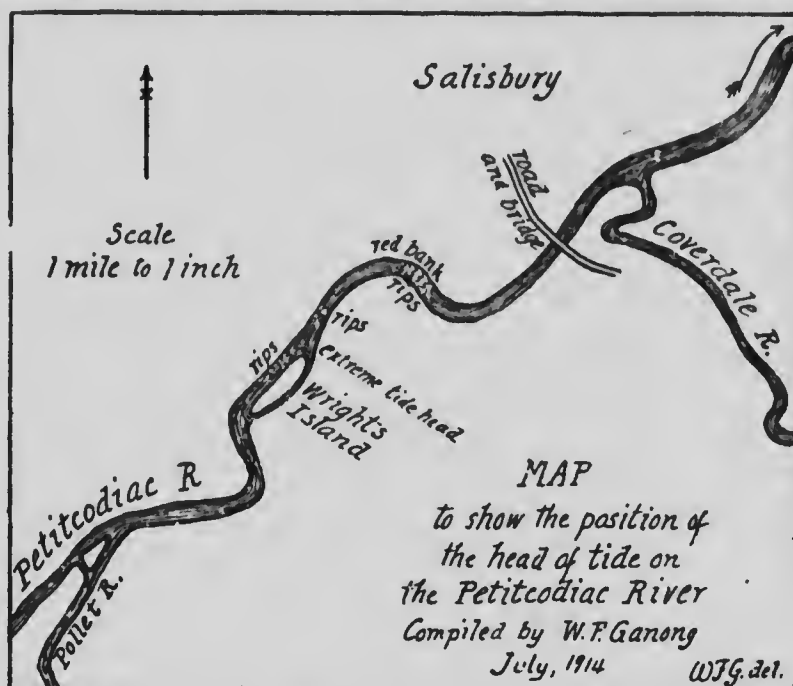 Salisbury
Scale
1 mile to 1 inch
road
and bridge
Coverdale R.
red bank
rips
rips
rips
extreme tide head
Wright's
Island
Petitcodiac R
Pollet R.
MAP
to show the position of
the head of tide on
the Petitcodiac River
Compiled by W.F. Ganong
July, 1914
WFG. del.